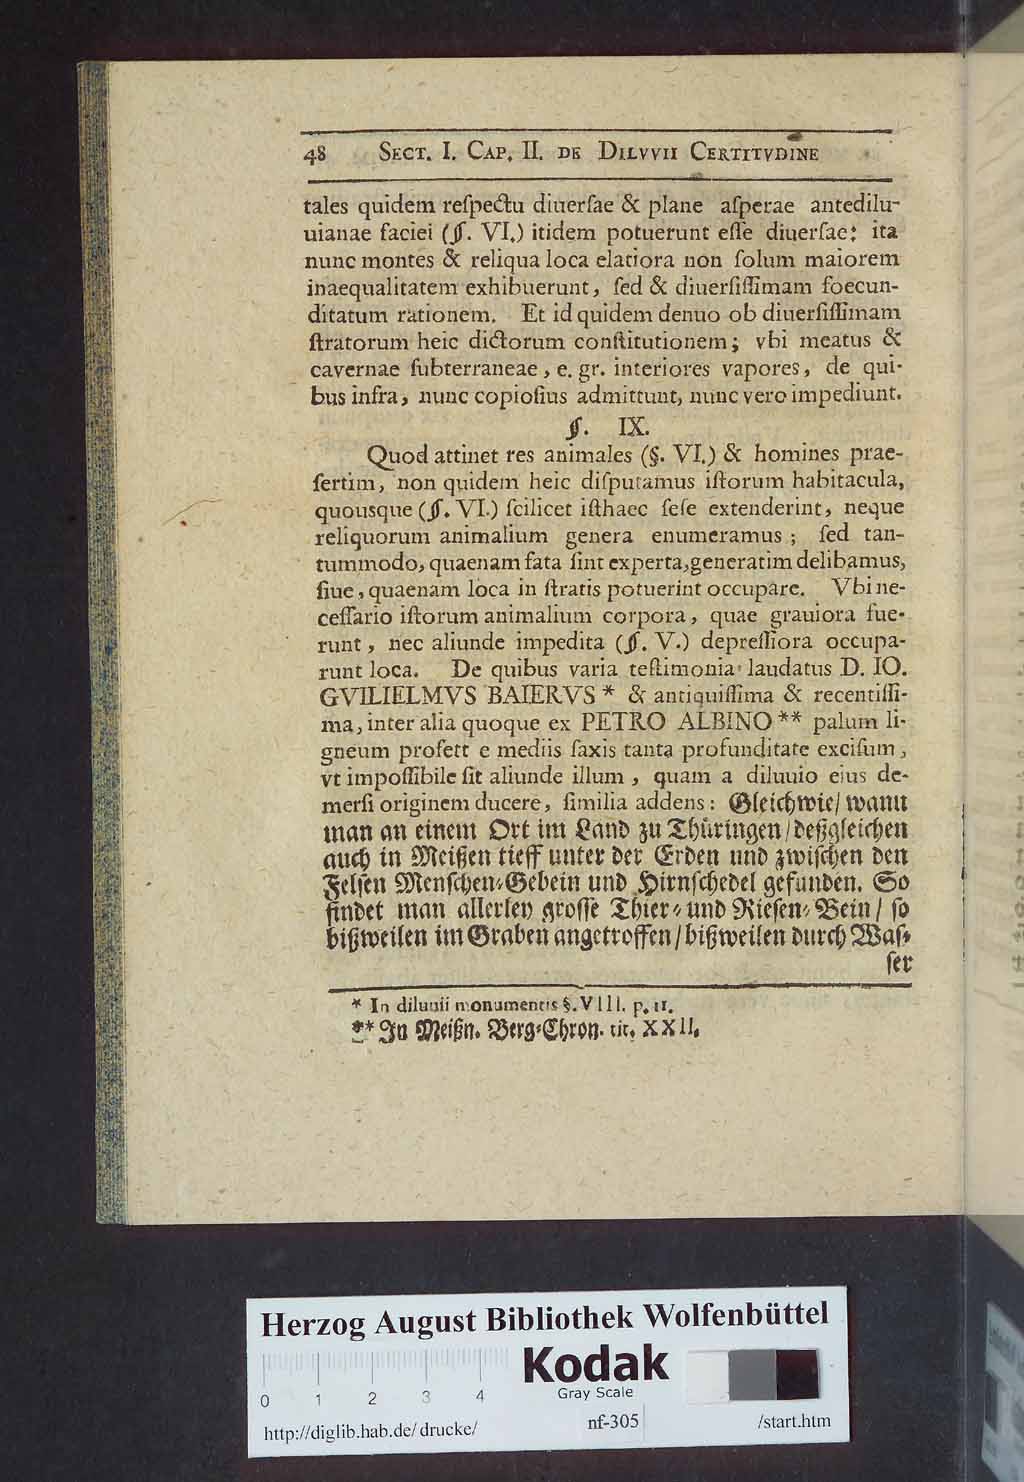 48 SECT. I. CAP. II. DE DILVVII CERTITVDINE
tales quidem reſpectu diuerſae & plane aſperae antedilu-
uianae faciei (§. VI.) itidem potuerunt eſſe diuerſae: ita
nunc montes & reliqua loca elatiora non ſolum maiorem
inaequalitatem exhibuerunt, ſed & diuerſiſſimam foecun-
ditatum rationem. Et id quidem denuo ob diuerſiſſimam
ſtratorum heic dictorum conſtitutionem; vbi meatus &
cavernae ſubterraneae, e. gr. interiores vapores, de qui-
bus infra, nunc copioſius admittunt, nunc vero impediunt.
§. IX.
Quod attinet res animales (§. VI.) & homines prae-
ſertim, non quidem heic diſputamus iſtorum habitacula,
quousque (§. VI.) ſcilicet iſthaec ſeſe extenderint, neque
reliquorum animalium genera enumeramus; ſed tan-
tummodo, quaenam fata ſint experta, generatim delibamus,
ſiue, quaenam loca in ſtratis potuerint occupare. Vbi ne-
ceſſario iſtorum animalium corpora, quae grauiora fue-
runt, nec aliunde impedita (§. V.) depreſſiora occupa-
runt loca. De quibus varia teſtimonia laudatus D. IO.
GVILIELMVS BAIERVS * & antiquiſſima & recentiſſi-
ma, inter alia quoque ex PETRO ALBINO ** palum li-
gneum profert e mediis ſaxis tanta profunditate exciſum,
vt impoſſibile ſit aliunde illum, quam a diluuio eius de-
merſi originem ducere, ſimilia addens: Gleichwie/ wann
man an einem Ort im Land zu Thüringen/ deßgleichen
auch in Meißen tieff unter der Erden und zwiſchen den
Felſen Menſchen-Gebein und Hirnſchedel gefunden. So
findet man allerley groſſe Thier- und Rieſen-Bein/ ſo
bißweilen im Graben angetroffen/ bißweilen durch Waſ-
ſer
* In diluuii monumentis §. VIII. p. 11.
** In Meißn. Berg-Chron. tit. XXII.
Herzog August Bibliothek Wolfenbüttel
Kodak
Gray Scale
0 1 2 3 4
http://diglib.hab.de/drucke/ nf-305 /start.htm